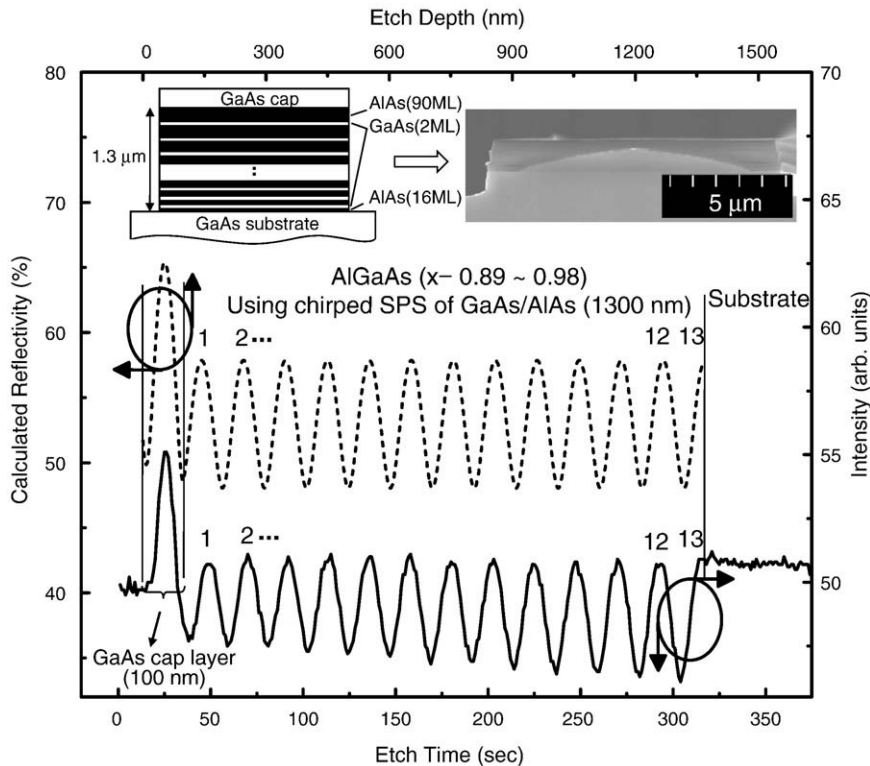 Etch Depth (nm)
0 300 600 900 1200 1500
80
70
60
50
40
Calculated Reflectivity (%)
70
65
60
55
50
Intensity (arb. units)
GaAs cap
AlAs(90ML)
GaAs(2ML)
1.3 μm
AlAs(16ML)
GaAs substrate
5 μm
AlGaAs (x– 0.89 ~ 0.98)
Using chirped SPS of GaAs/AlAs (1300 nm)
Substrate
1 2••• 12 13
1 2••• 12 13
GaAs cap layer
(100 nm)
0 50 100 150 200 250 300 350
Etch Time (sec)